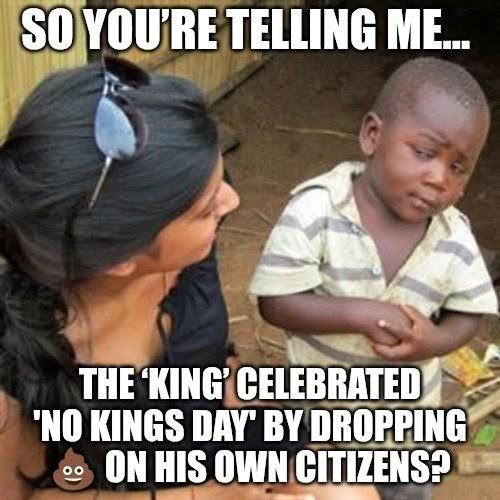 SO YOU'RE TELLING ME...
THE ‘KING’ CELEBRATED
'NO KINGS DAY' BY DROPPING
💩 ON HIS OWN CITIZENS?